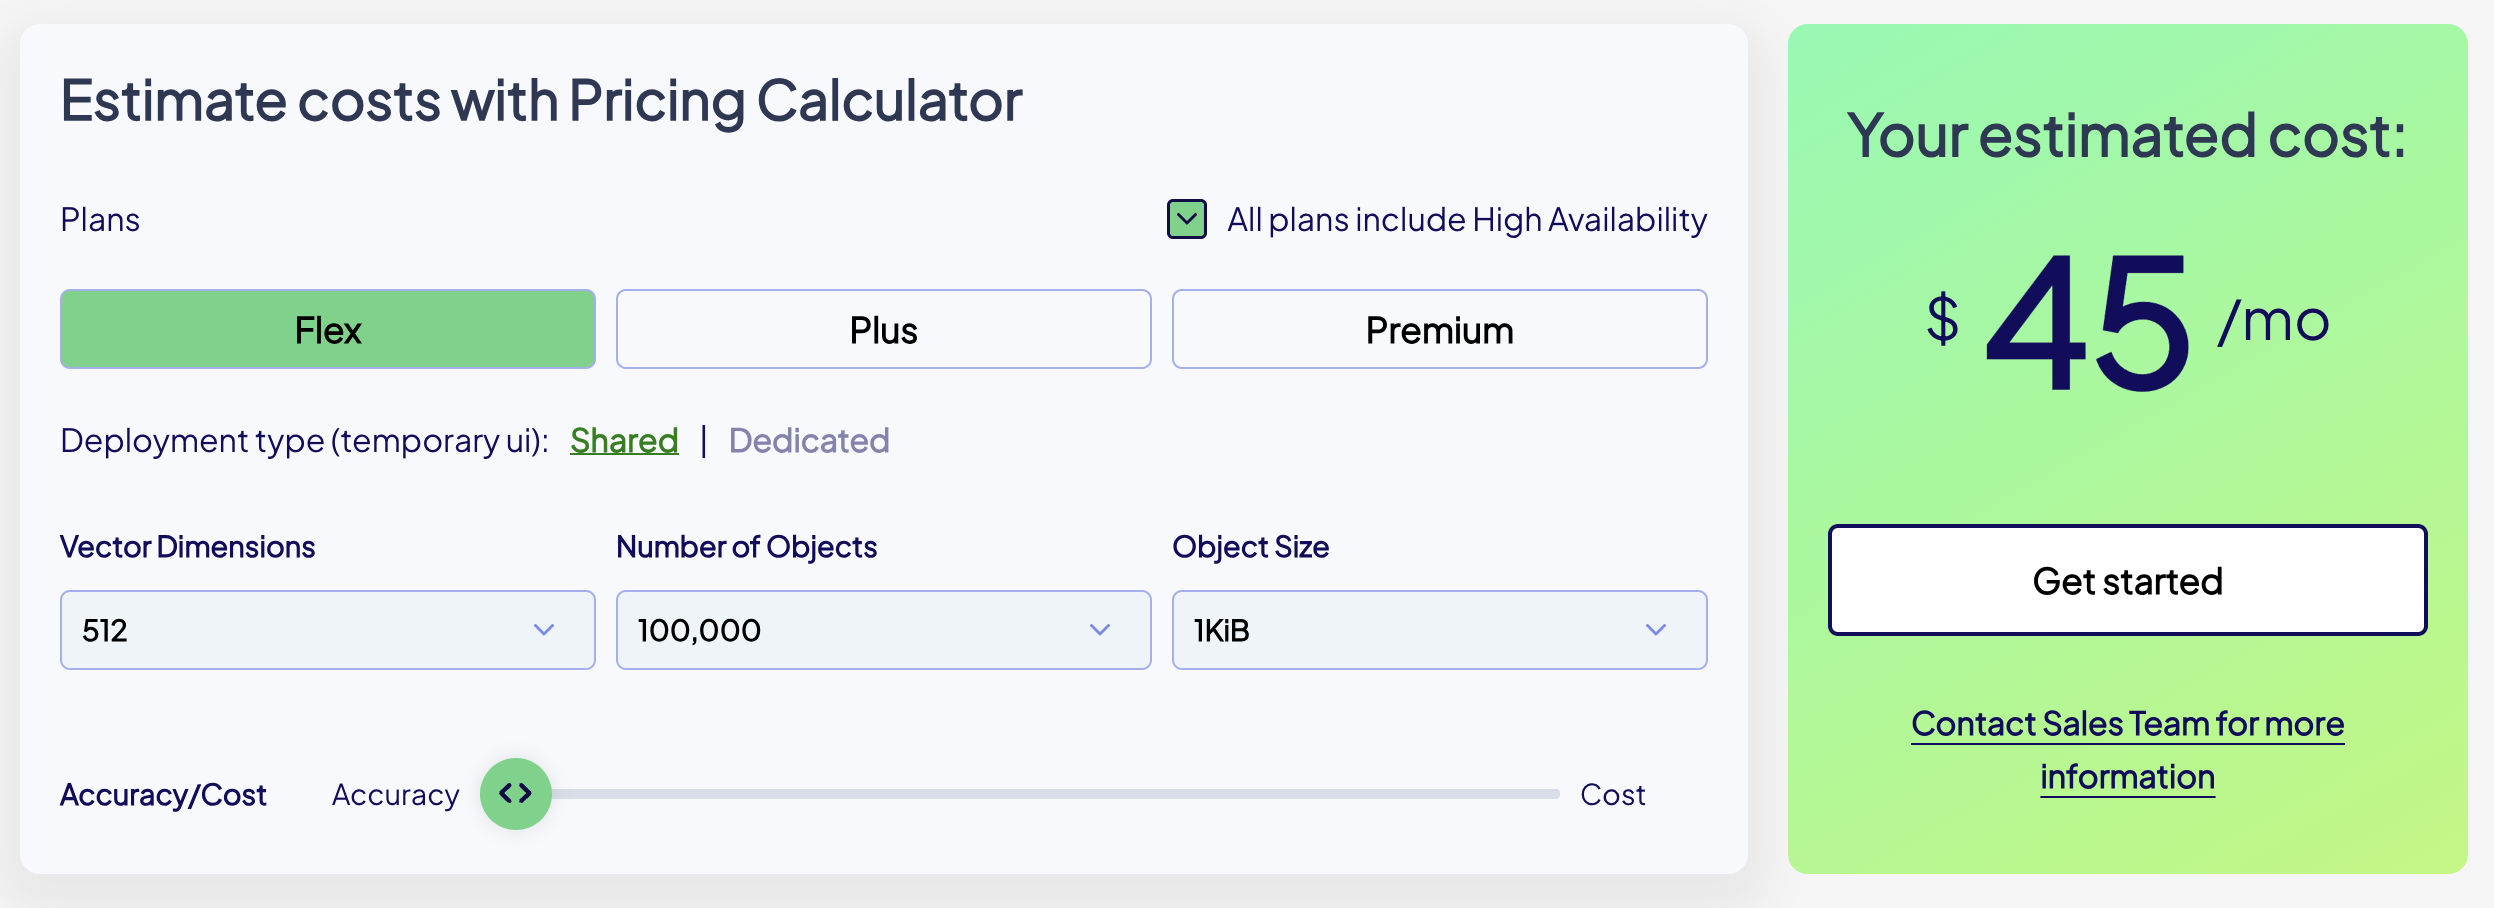 Estimate costs with Pricing Calculator
Plans
All plans include High Availability
Flex
Plus
Premium
Deployment type (temporary ui): Shared | Dedicated
Vector Dimensions
Number of Objects
Object Size
512
100,000
1KiB
Accuracy/Cost
Accuracy
Cost
Your estimated cost:
$ 45 /mo
Get started
Contact Sales Team for more
information